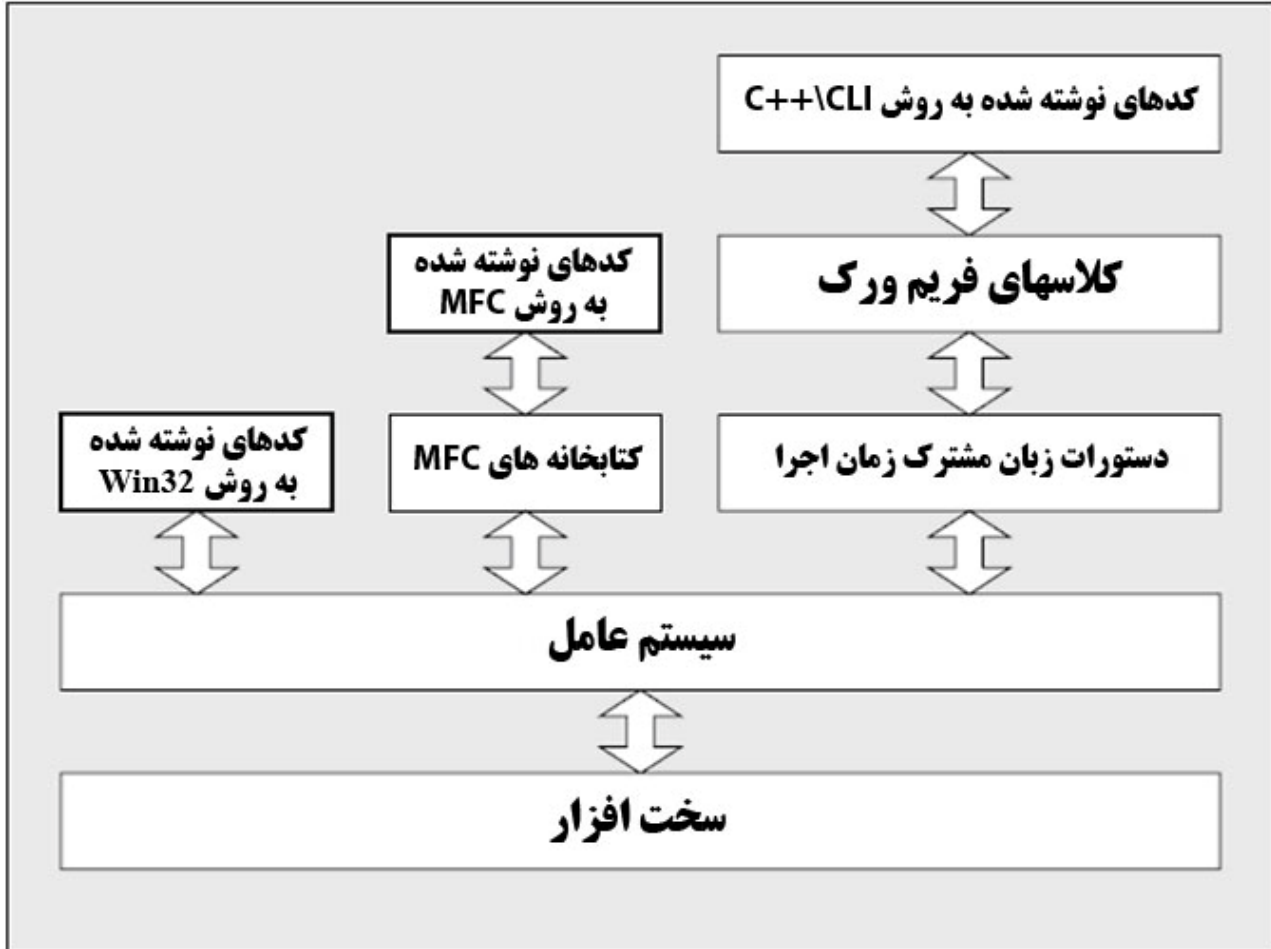 کدهای نوشته شده به روش C++\CLI
کلاسهای فریم ورک
کدهای نوشته شده
به روش MFC
دستورات زبان مشترک زمان اجرا
کتابخانه های MFC
کدهای نوشته شده
به روش Win32
سیستم عامل
سخت افزار